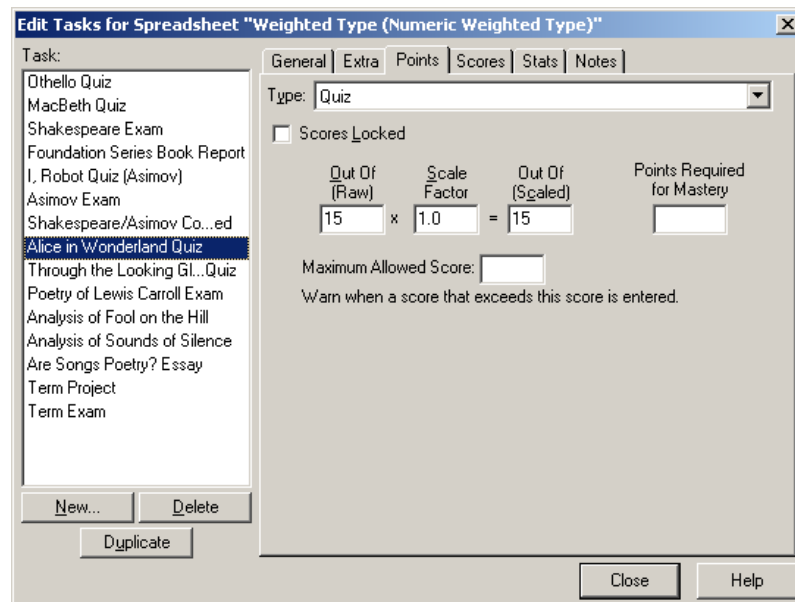 Edit Tasks for Spreadsheet "Weighted Type (Numeric Weighted Type)"
Task:
Othello Quiz
MacBeth Quiz
Shakespeare Exam
Foundation Series Book Report
I, Robot Quiz (Asimov)
Asimov Exam
Shakespeare/Asimov Co...ed
Alice in Wonderland Quiz
Through the Looking Gl...Quiz
Poetry of Lewis Carroll Exam
Analysis of Fool on the Hill
Analysis of Sounds of Silence
Are Songs Poetry? Essay
Term Project
Term Exam
New... Delete
Duplicate
General Extra Points Scores Stats Notes
Type: Quiz
Scores Locked
Out Of Scale Out Of Points Required
(Raw) Factor (Scaled) for Mastery
15 x 1.0 = 15
Maximum Allowed Score:
Warn when a score that exceeds this score is entered.
Close Help